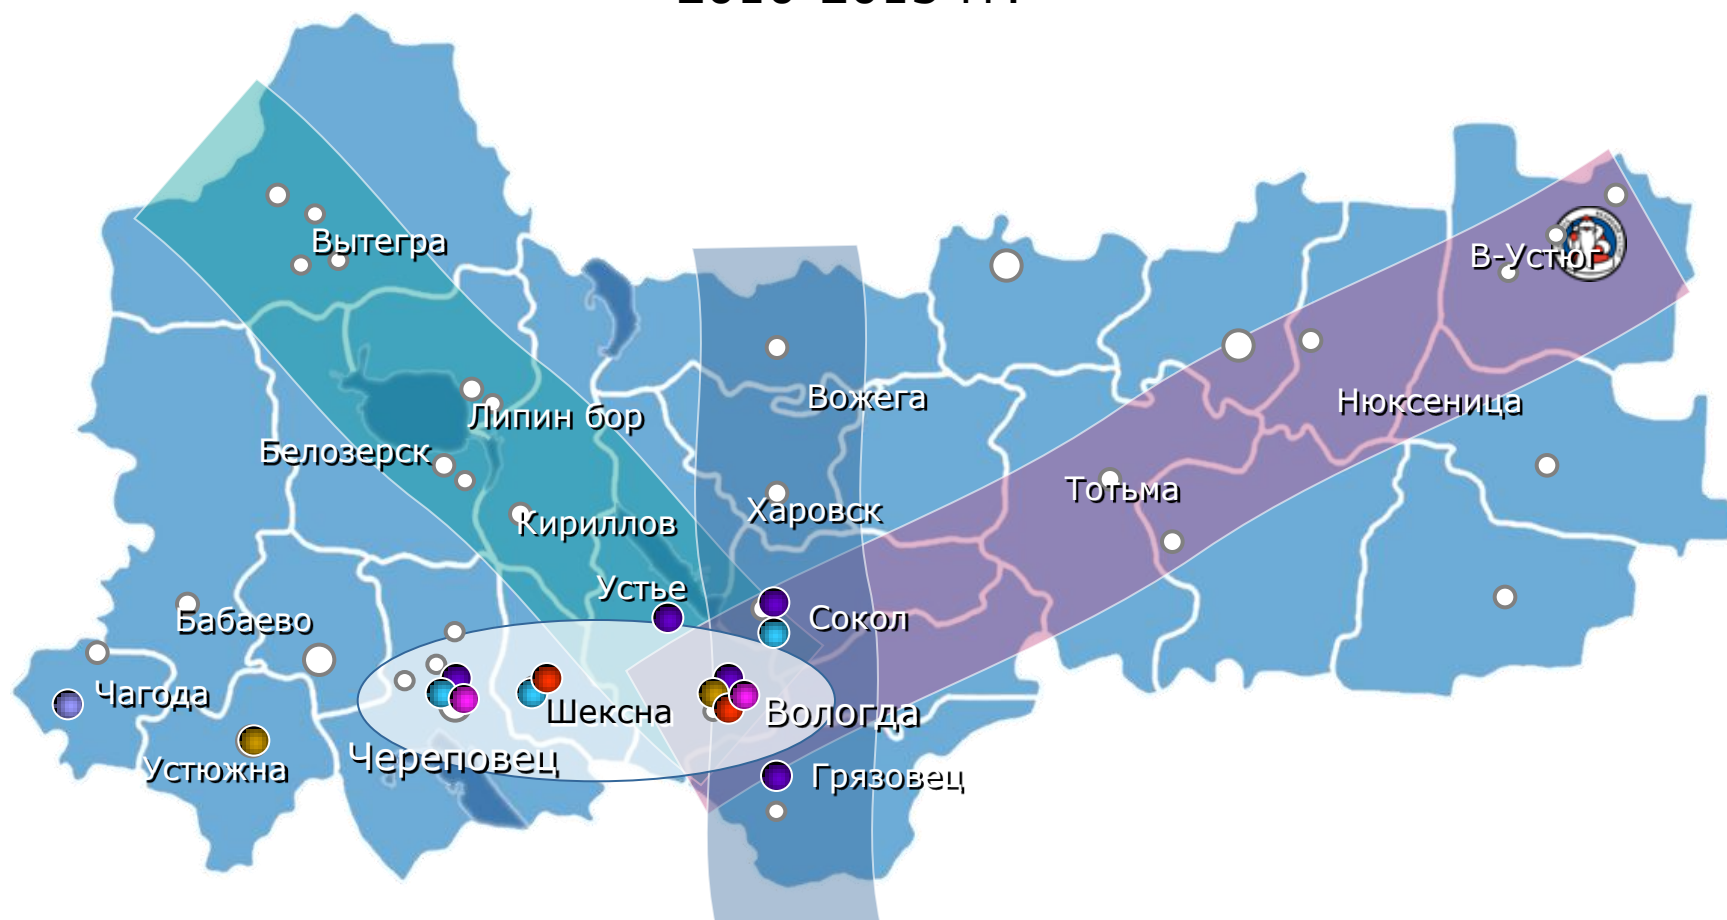 Вытегра
В-Устюг
Вожега
Нюксеница
Липин бор
Белозерск
Тотьма
Харовск
Кириллов
Устье
Сокол
Бабаево
Чагода
Шексна
Вологда
Череповец
Устюжна
Грязовец